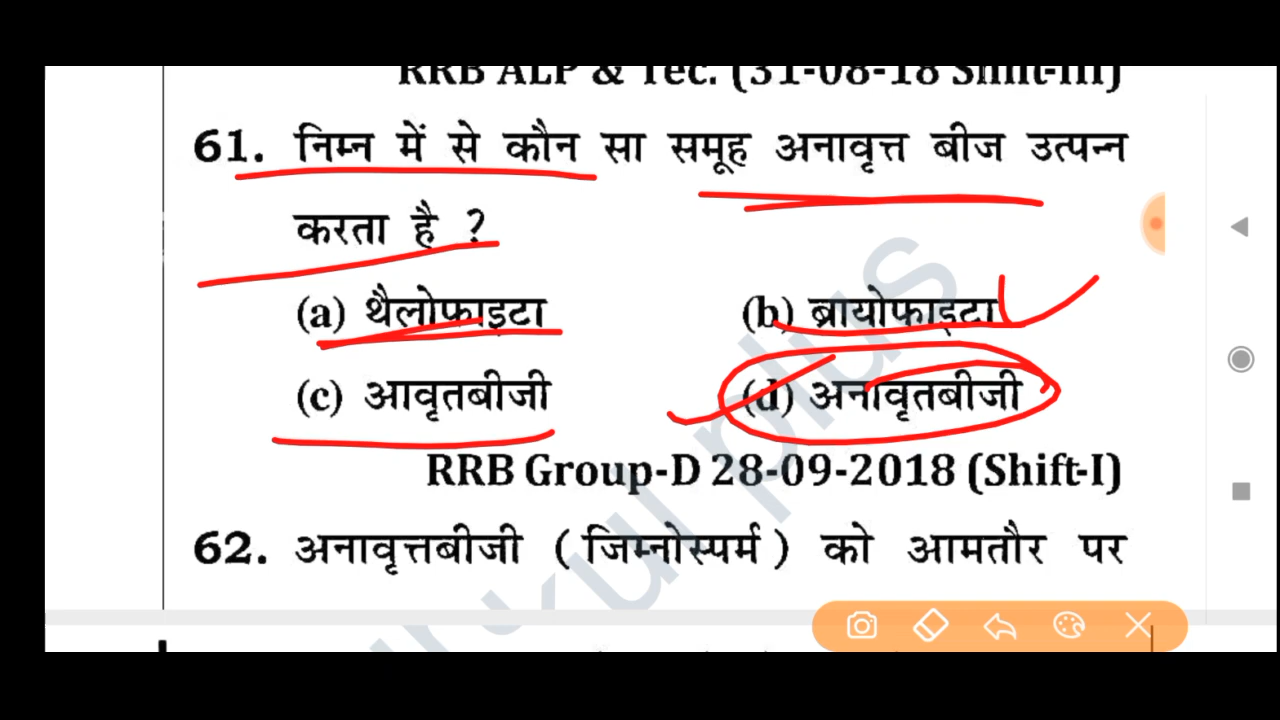 RRB ALP & Tec. (31-08-18 Shift-III)
61. निम्न में से कौन सा समूह अनावृत्त बीज उत्पन्न
करता है ?
(a) थैलोफाइटा (b) ब्रायोफाइटा
(c) आवृतबीजी (d) अनावृतबीजी
RRB Group-D 28-09-2018 (Shift-I)
62. अनावृत्तबीजी (जिम्नोस्पर्म) को आमतौर पर